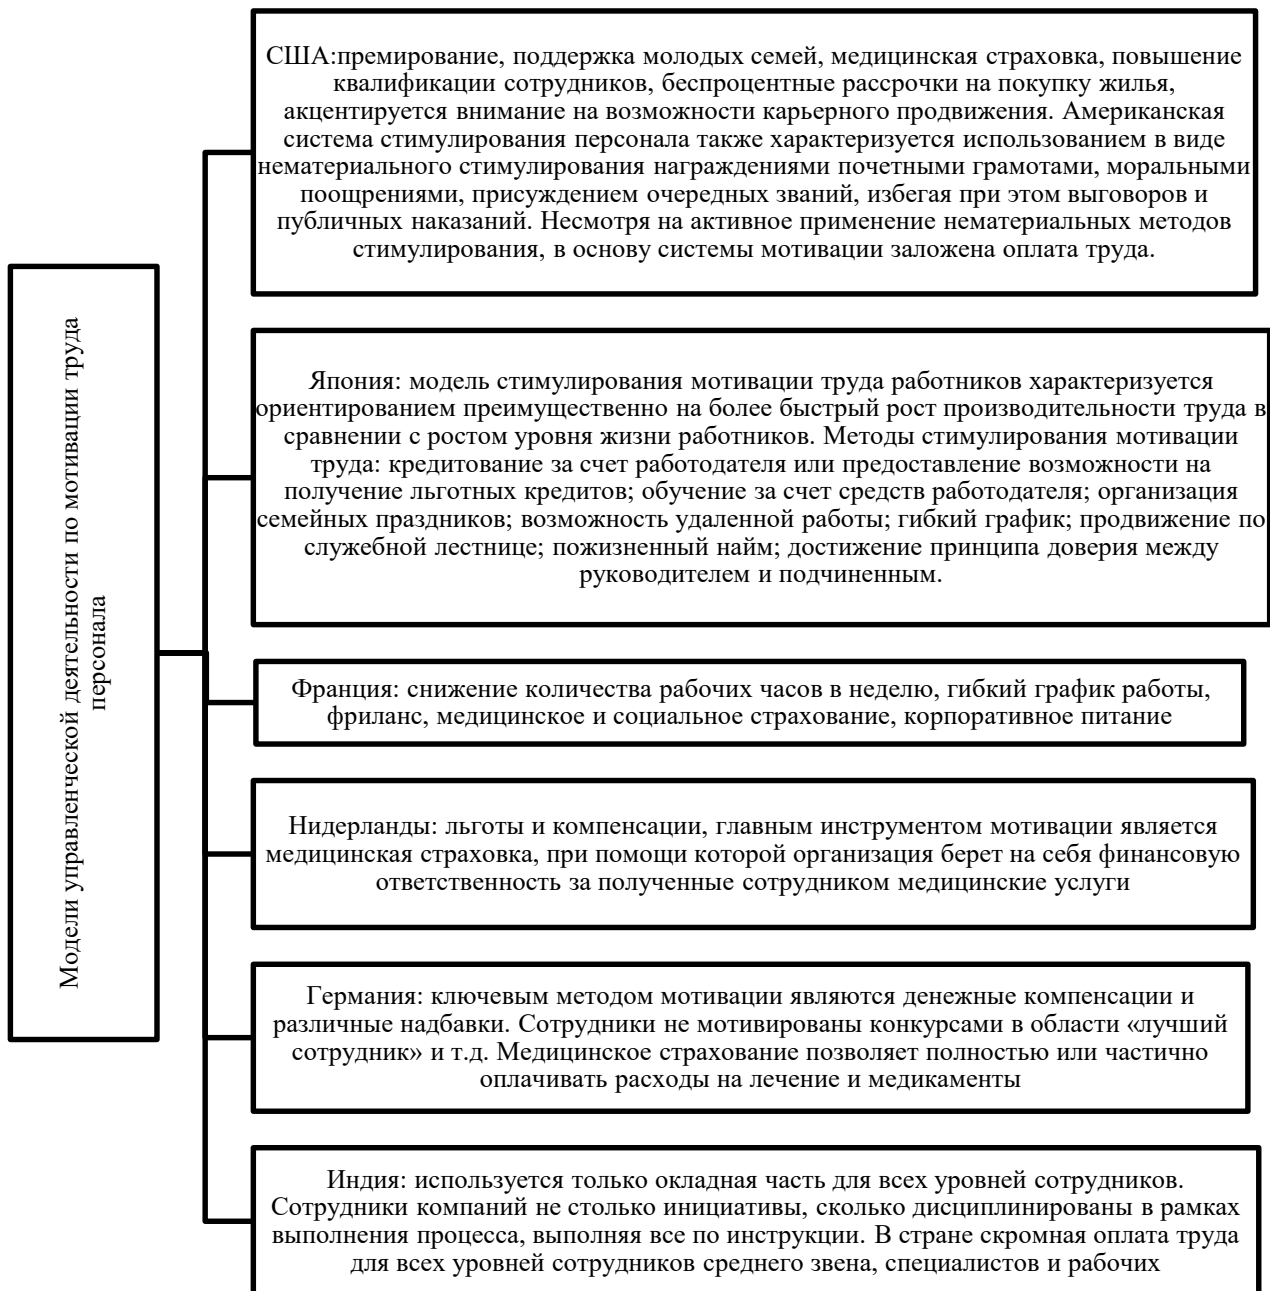 Модели управленческой деятельности по мотивации труда
персонала
США:премирование, поддержка молодых семей, медицинская страховка, повышение
квалификации сотрудников, беспроцентные рассрочки на покупку жилья,
акцентируется внимание на возможности карьерного продвижения. Американская
система стимулирования персонала также характеризуется использованием в виде
нематериального стимулирования награждениями почетными грамотами, моральными
поощрениями, присуждением очередных званий, избегая при этом выговоров и
публичных наказаний. Несмотря на активное применение нематериальных методов
стимулирования, в основу системы мотивации заложена оплата труда.
Япония: модель стимулирования мотивации труда работников характеризуется
ориентированием преимущественно на более быстрый рост производительности труда в
сравнении с ростом уровня жизни работников. Методы стимулирования мотивации
труда: кредитование за счет работодателя или предоставление возможности на
получение льготных кредитов; обучение за счет средств работодателя; организация
семейных праздников; возможность удаленной работы; гибкий график; продвижение по
служебной лестнице; пожизненный найм; достижение принципа доверия между
руководителем и подчиненным.
Франция: снижение количества рабочих часов в неделю, гибкий график работы,
фриланс, медицинское и социальное страхование, корпоративное питание
Нидерланды: льготы и компенсации, главным инструментом мотивации является
медицинская страховка, при помощи которой организация берет на себя финансовую
ответственность за полученные сотрудником медицинские услуги
Германия: ключевым методом мотивации являются денежные компенсации и
различные надбавки. Сотрудники не мотивированы конкурсами в области «лучший
сотрудник» и т.д. Медицинское страхование позволяет полностью или частично
оплачивать расходы на лечение и медикаменты
Индия: используется только окладная часть для всех уровней сотрудников.
Сотрудники компаний не столько инициативы, сколько дисциплинированы в рамках
выполнения процесса, выполняя все по инструкции. В стране скромная оплата труда
для всех уровней сотрудников среднего звена, специалистов и рабочих